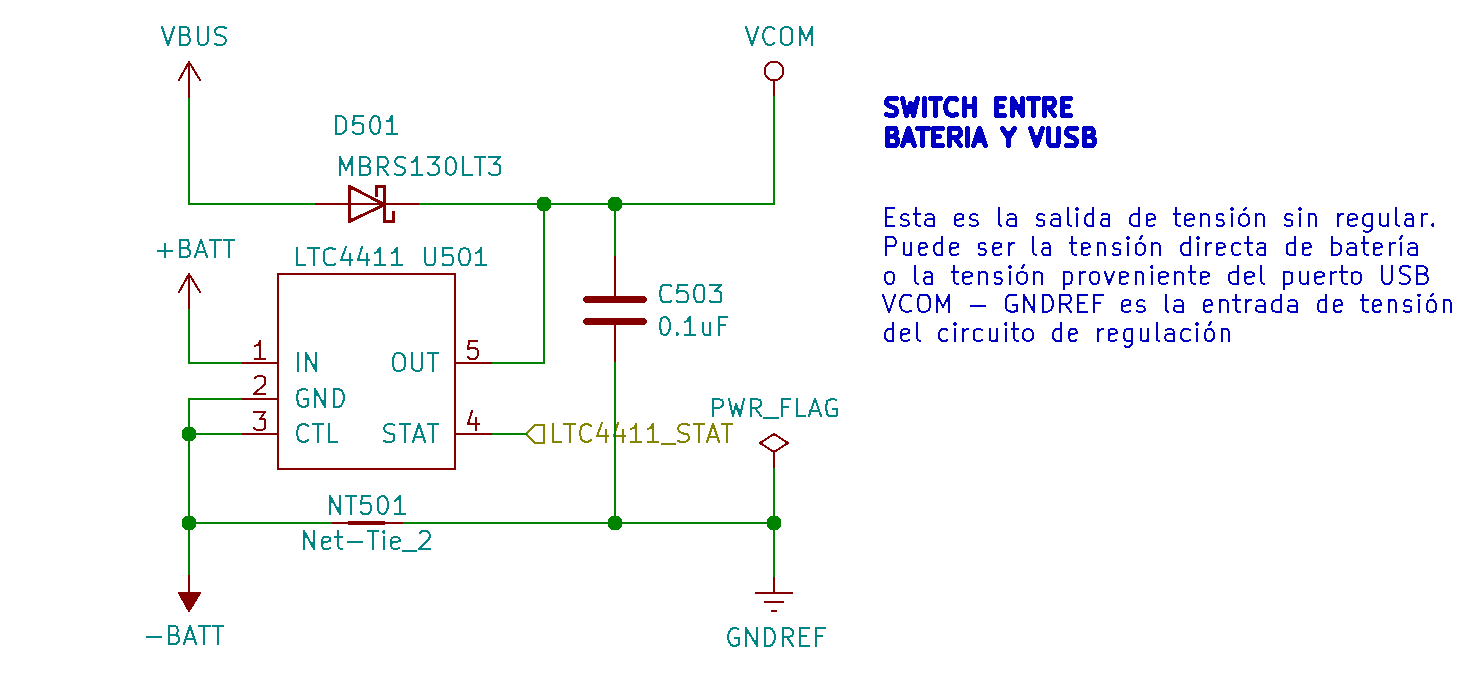 VBUS
VCOM
D501
MBRS130LT3
SWITCH ENTRE
BATERIA Y VUSB
Esta es la salida de tensión sin regular.
Puede ser la tensión directa de batería
o la tensión proveniente del puerto USB
VCOM - GNDREF es la entrada de tensión
del circuito de regulación
+BATT
LTC4411 U501
C503
0.1uF
1 IN OUT 5
2 GND
3 CTL STAT 4
LTC4411_STAT
PWR_FLAG
NT501
Net-Tie_2
-BATT
GNDREF